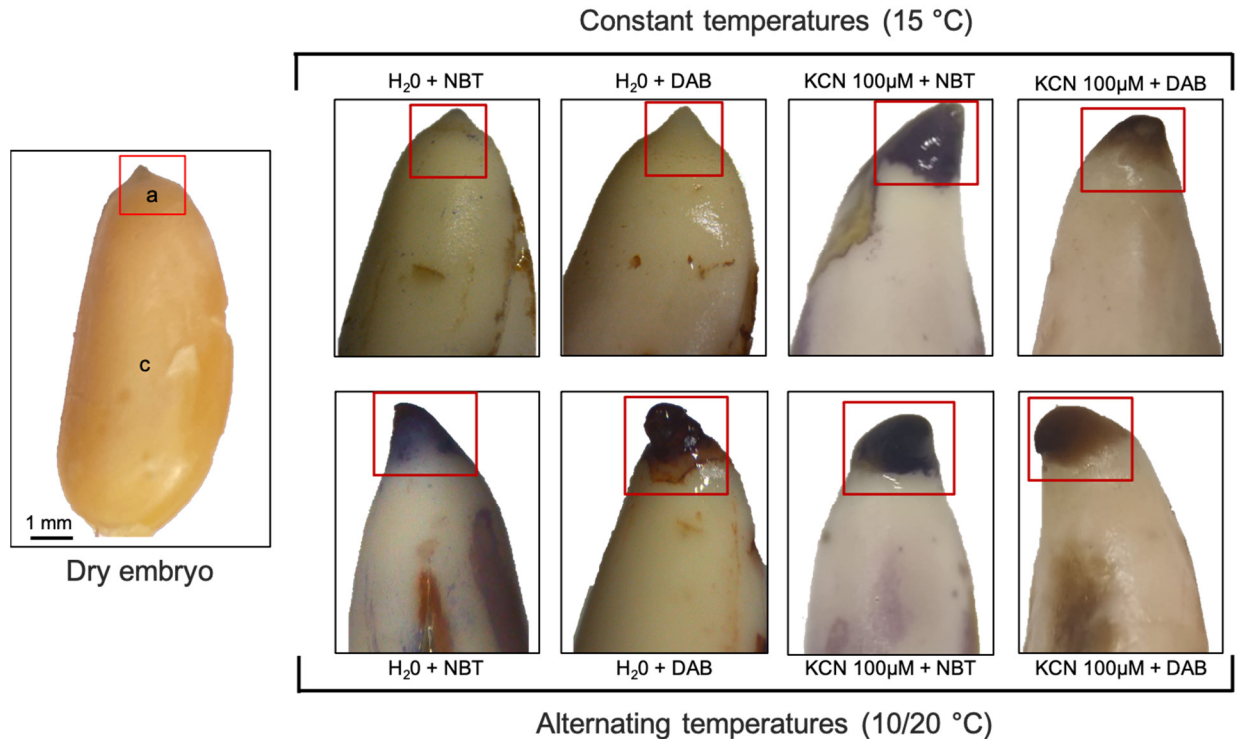 Constant temperatures (15 °C)
H20 + NBT
H20 + DAB
KCN 100µM + NBT
KCN 100µM + DAB
a
c
1 mm
Dry embryo
H20 + NBT
H20 + DAB
KCN 100µM + NBT
KCN 100µM + DAB
Alternating temperatures (10/20 °C)